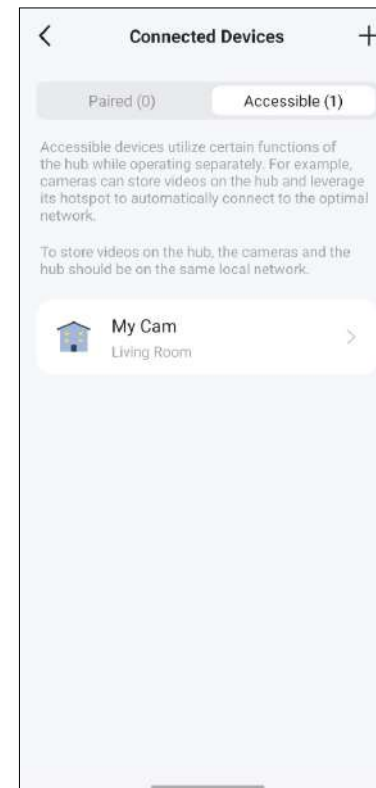 Connected Devices
Paired (0)
Accessible (1)
Accessible devices utilize certain functions of
the hub while operating separately. For example,
cameras can store videos on the hub and leverage
its hotspot to automatically connect to the optimal
network.
To store videos on the hub, the cameras and the
hub should be on the same local network.
My Cam
Living Room